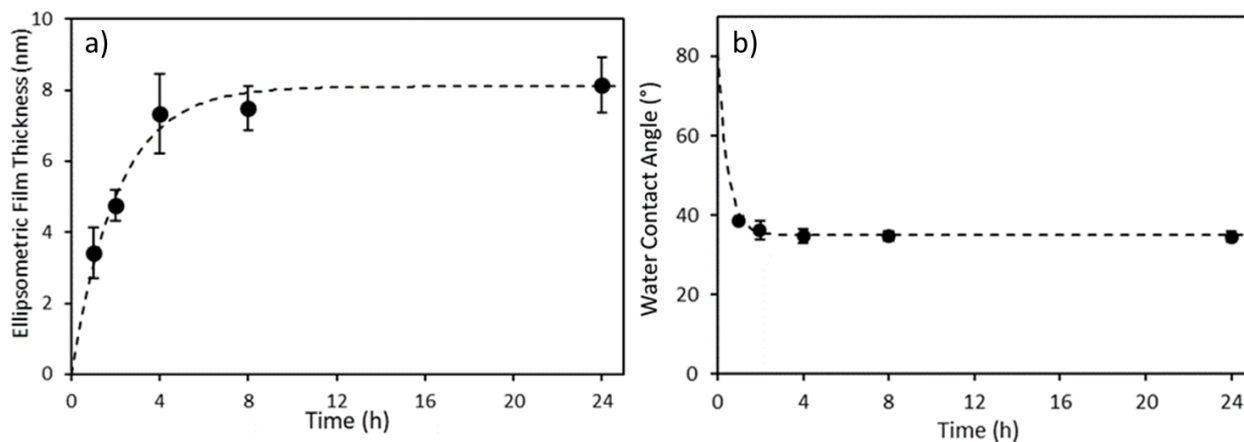 a)
Ellipsometric Film Thickness (nm)
10
8
6
4
2
0
0 4 8 12 16 20 24
Time (h)
b)
Water Contact Angle (°)
80
60
40
20
0
0 4 8 12 16 20 24
Time (h)